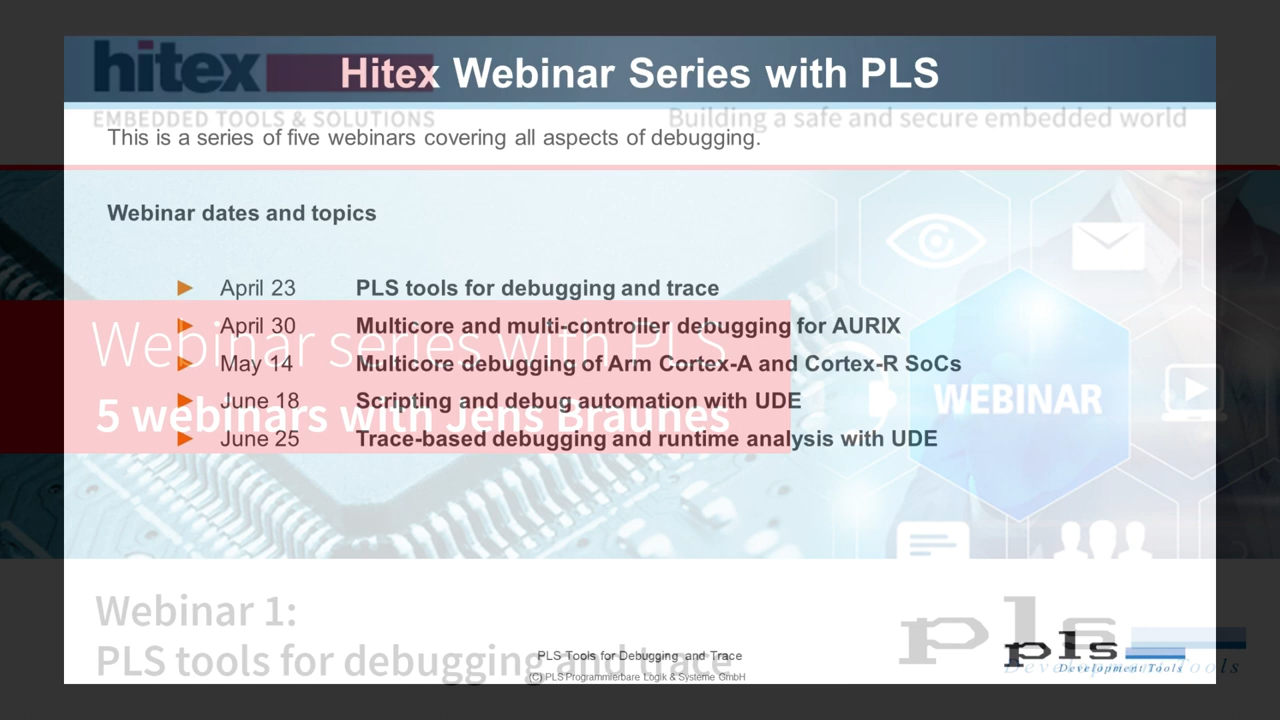 hitex
Hitex Webinar Series with PLS
EMBEDDED TOOLS & SOLUTIONS
Building a safe and secure embedded world
This is a series of five webinars covering all aspects of debugging.
Webinar dates and topics
April 23 PLS tools for debugging and trace
April 30 Multicore and multi-controller debugging for AURIX
Webinar series with PLS
May 14 Multicore debugging of Arm Cortex-A and Cortex-R SoCs
June 18 Scripting and debug automation with UDE
WEBINAR
5 webinars with Jens Braunes
June 25 Trace-based debugging and runtime analysis with UDE
Webinar 1:
PLS tools for debugging and trace
PLS Tools for Debugging and Trace
(C) PLS Programmierbare Logik & Systeme GmbH
pls
Development Tools
pls
Development Tools